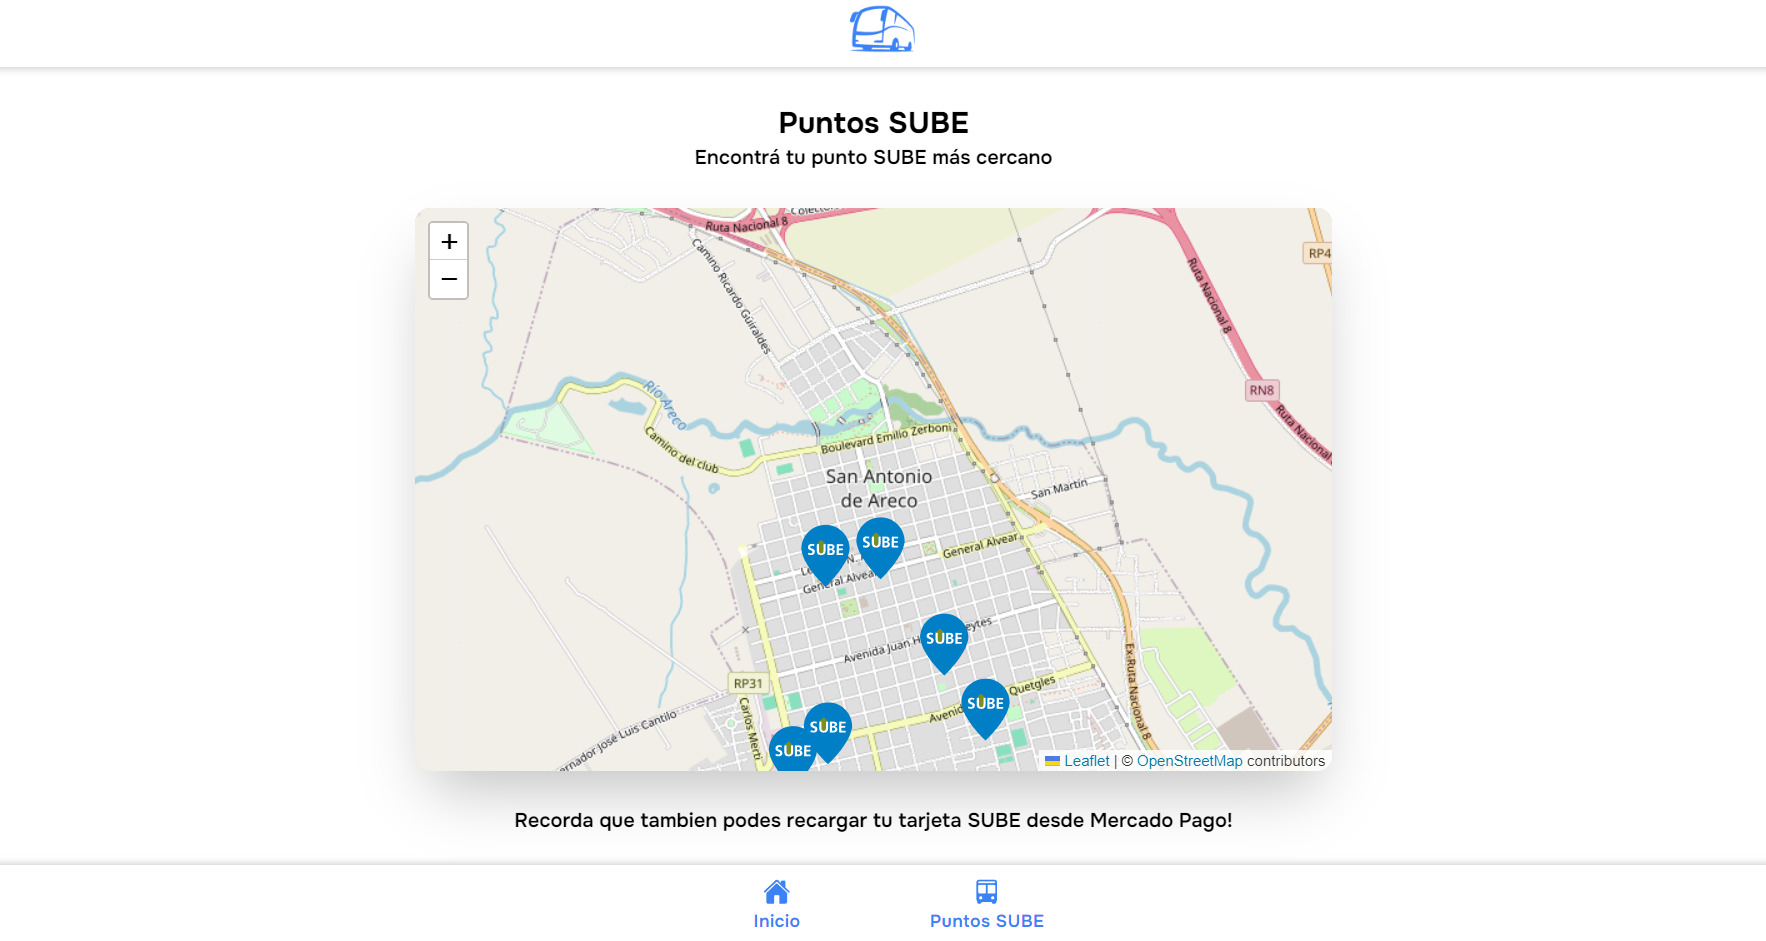 Puntos SUBE
Encontrá tu punto SUBE más cercano
+
−
Ruta Nacional 8
Camino Ricardo Güiraldes
RP4
Ruta Nacional 8
RN8
Ruta Nacional
Río Areco
Camino del club
Boulevard Emilio Zerboni
San Antonio
de Areco
San Martín
SUBE
SUBE
General Alvear
General Alvear
SUBE
Avenida Juan H
eytes
RP31
Carlos Merti
SUBE
Quetgles
Ex-Ruta Nacional 8
SUBE
SUBE
ernador José Luis Cantilo
Leaflet | © OpenStreetMap contributors
Recorda que tambien podes recargar tu tarjeta SUBE desde Mercado Pago!
Inicio
Puntos SUBE